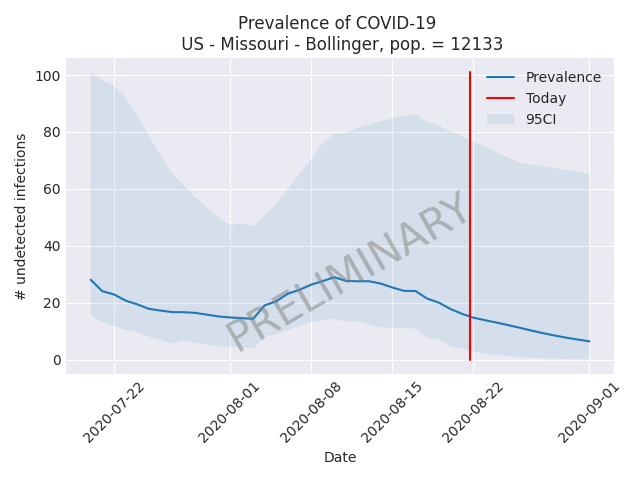 Prevalence of COVID-19
US - Missouri - Bollinger, pop. = 12133
Prevalence
Today
95CI
PRELIMINARY
# undetected infections
100
80
60
40
20
0
2020-07-22
2020-08-01
2020-08-08
2020-08-15
2020-08-22
2020-09-01
Date